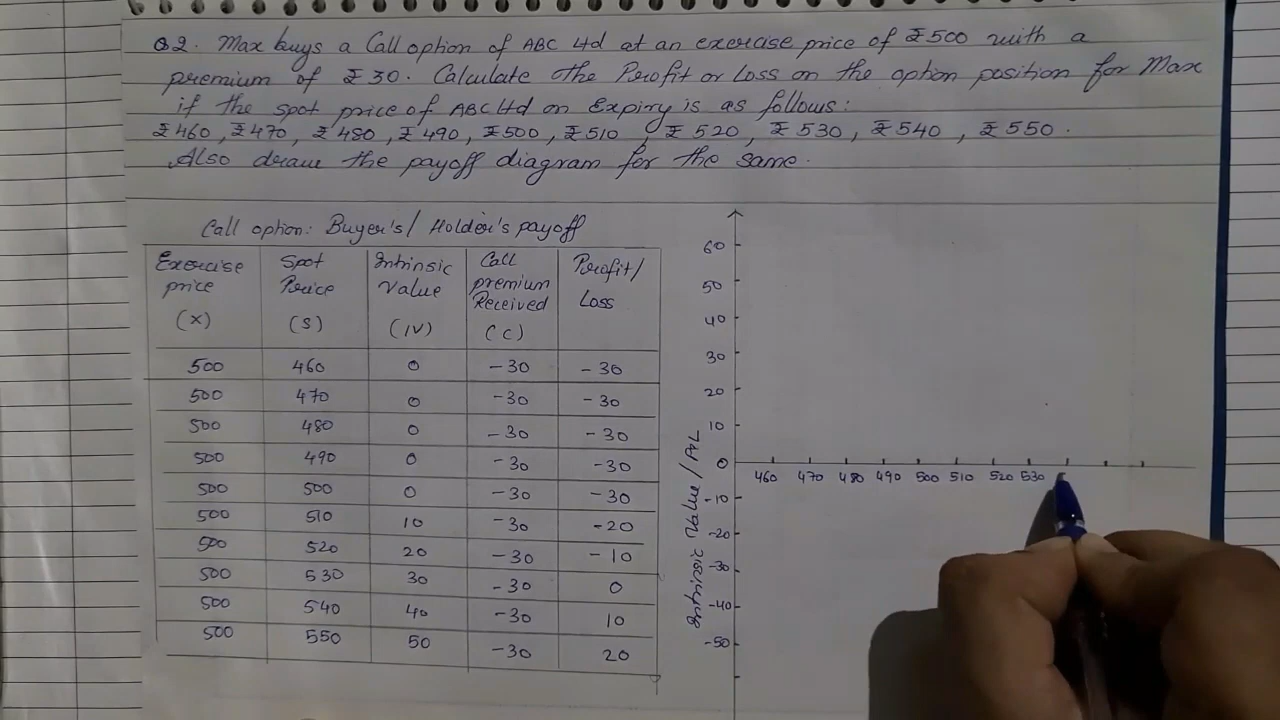 Q.2. Max buys a Call option of ABC Ltd at an exercise price of ₹500 with a
premium of ₹30. Calculate the Profit or Loss on the option position for Max
if the spot price of ABC Ltd on Expiry is as follows:
₹460, ₹470, ₹480, ₹490, ₹500, ₹510, ₹520, ₹530, ₹540, ₹550.
Also draw the payoff diagram for the same.
Call option: Buyer's/ Holder's payoff
Exercise price (X) Spot Price (S) Intrinsic Value (IV) Call premium Received (C) Profit/ Loss
500 460 0 -30 -30
500 470 0 -30 -30
500 480 0 -30 -30
500 490 0 -30 -30
500 500 0 -30 -30
500 510 10 -30 -20
500 520 20 -30 -10
500 530 30 -30 0
500 540 40 -30 10
500 550 50 -30 20
Intrinsic Value / P/L
60
50
40
30
20
10
0
460 470 480 490 500 510 520 530
-10
-20
-30
-40
-50